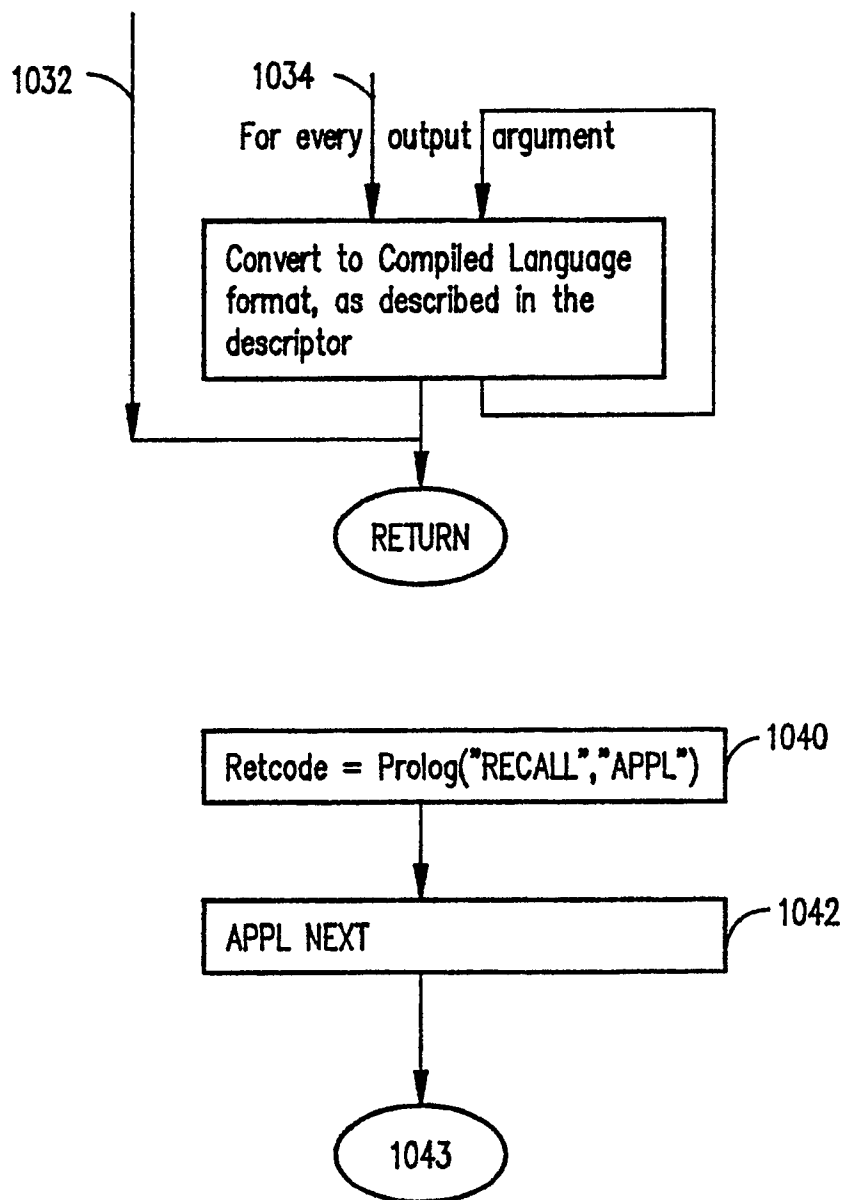 1032
1034
For every output argument
Convert to Compiled Language
format, as described in the
descriptor
RETURN
Retcode = Prolog("RECALL","APPL")
1040
APPL NEXT
1042
1043